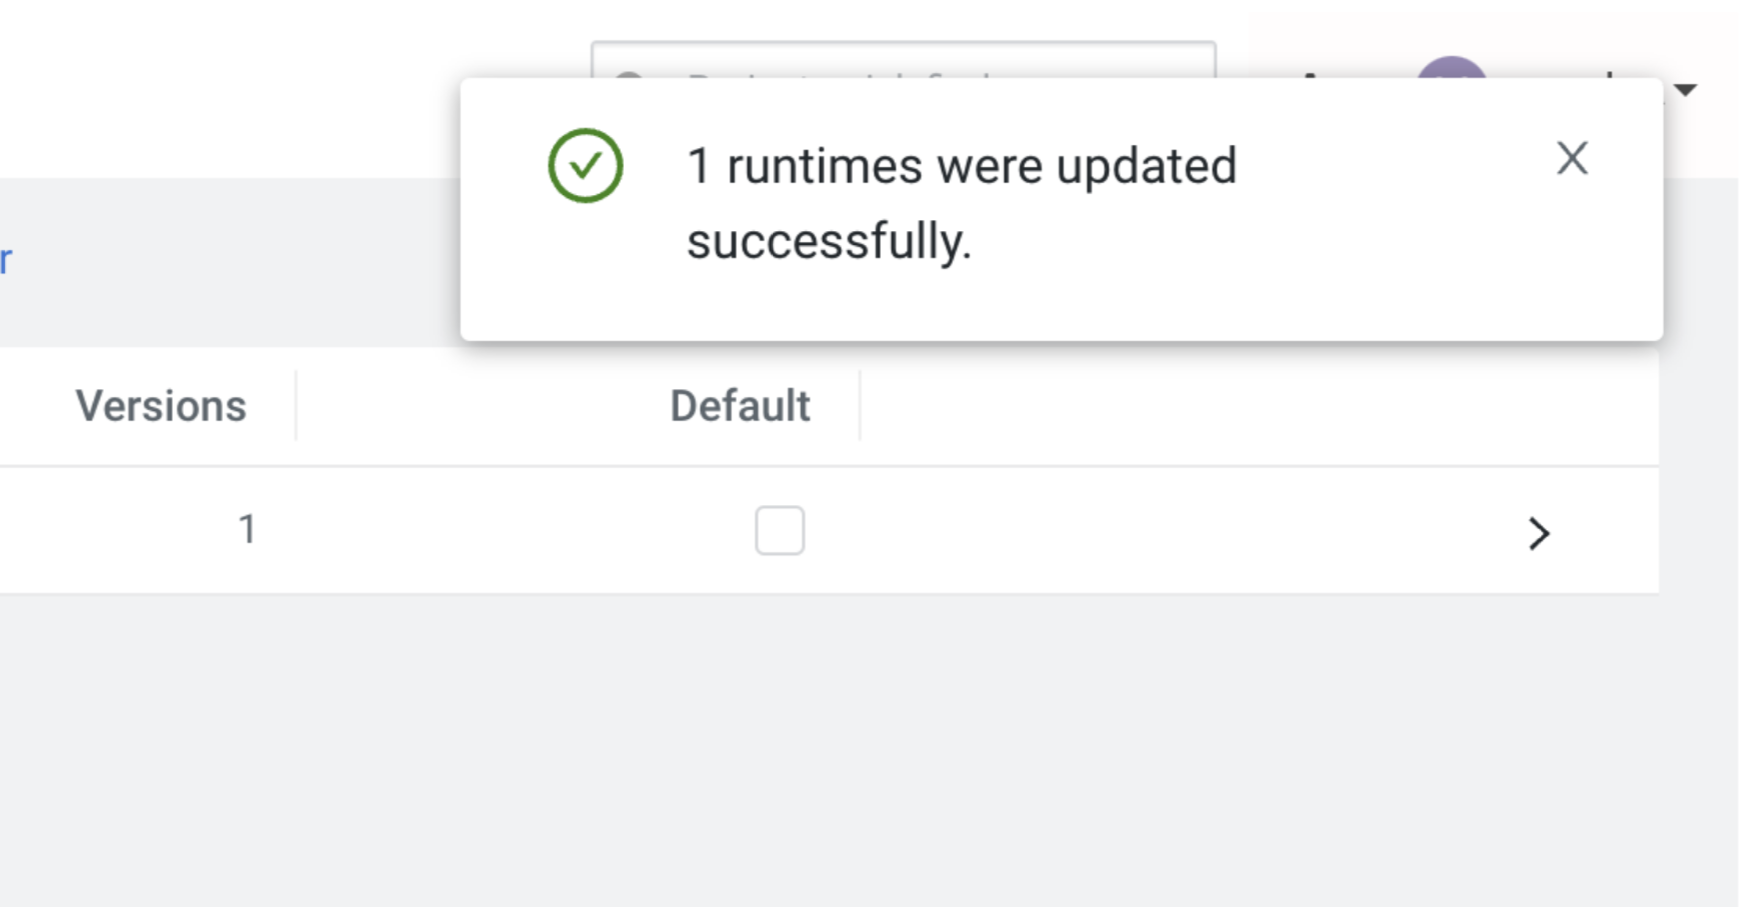 1 runtimes were updated
successfully.
r
Versions
Default
1